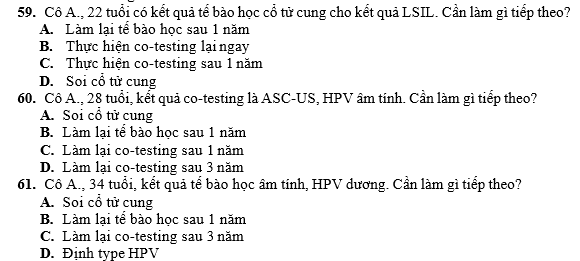 59. Cô A., 22 tuổi có kết quả tế bào học cổ tử cung cho kết quả LSIL. Cần làm gì tiếp theo?
A. Làm lại tế bào học sau 1 năm
B. Thực hiện co-testing lại ngay
C. Thực hiện co-testing sau 1 năm
D. Soi cổ tử cung
60. Cô A., 28 tuổi, kết quả co-testing là ASC-US, HPV âm tính. Cần làm gì tiếp theo?
A. Soi cổ tử cung
B. Làm lại tế bào học sau 1 năm
C. Làm lại co-testing sau 1 năm
D. Làm lại co-testing sau 3 năm
61. Cô A., 34 tuổi, kết quả tế bào học âm tính, HPV dương. Cần làm gì tiếp theo?
A. Soi cổ tử cung
B. Làm lại tế bào học sau 1 năm
C. Làm lại co-testing sau 3 năm
D. Định type HPV